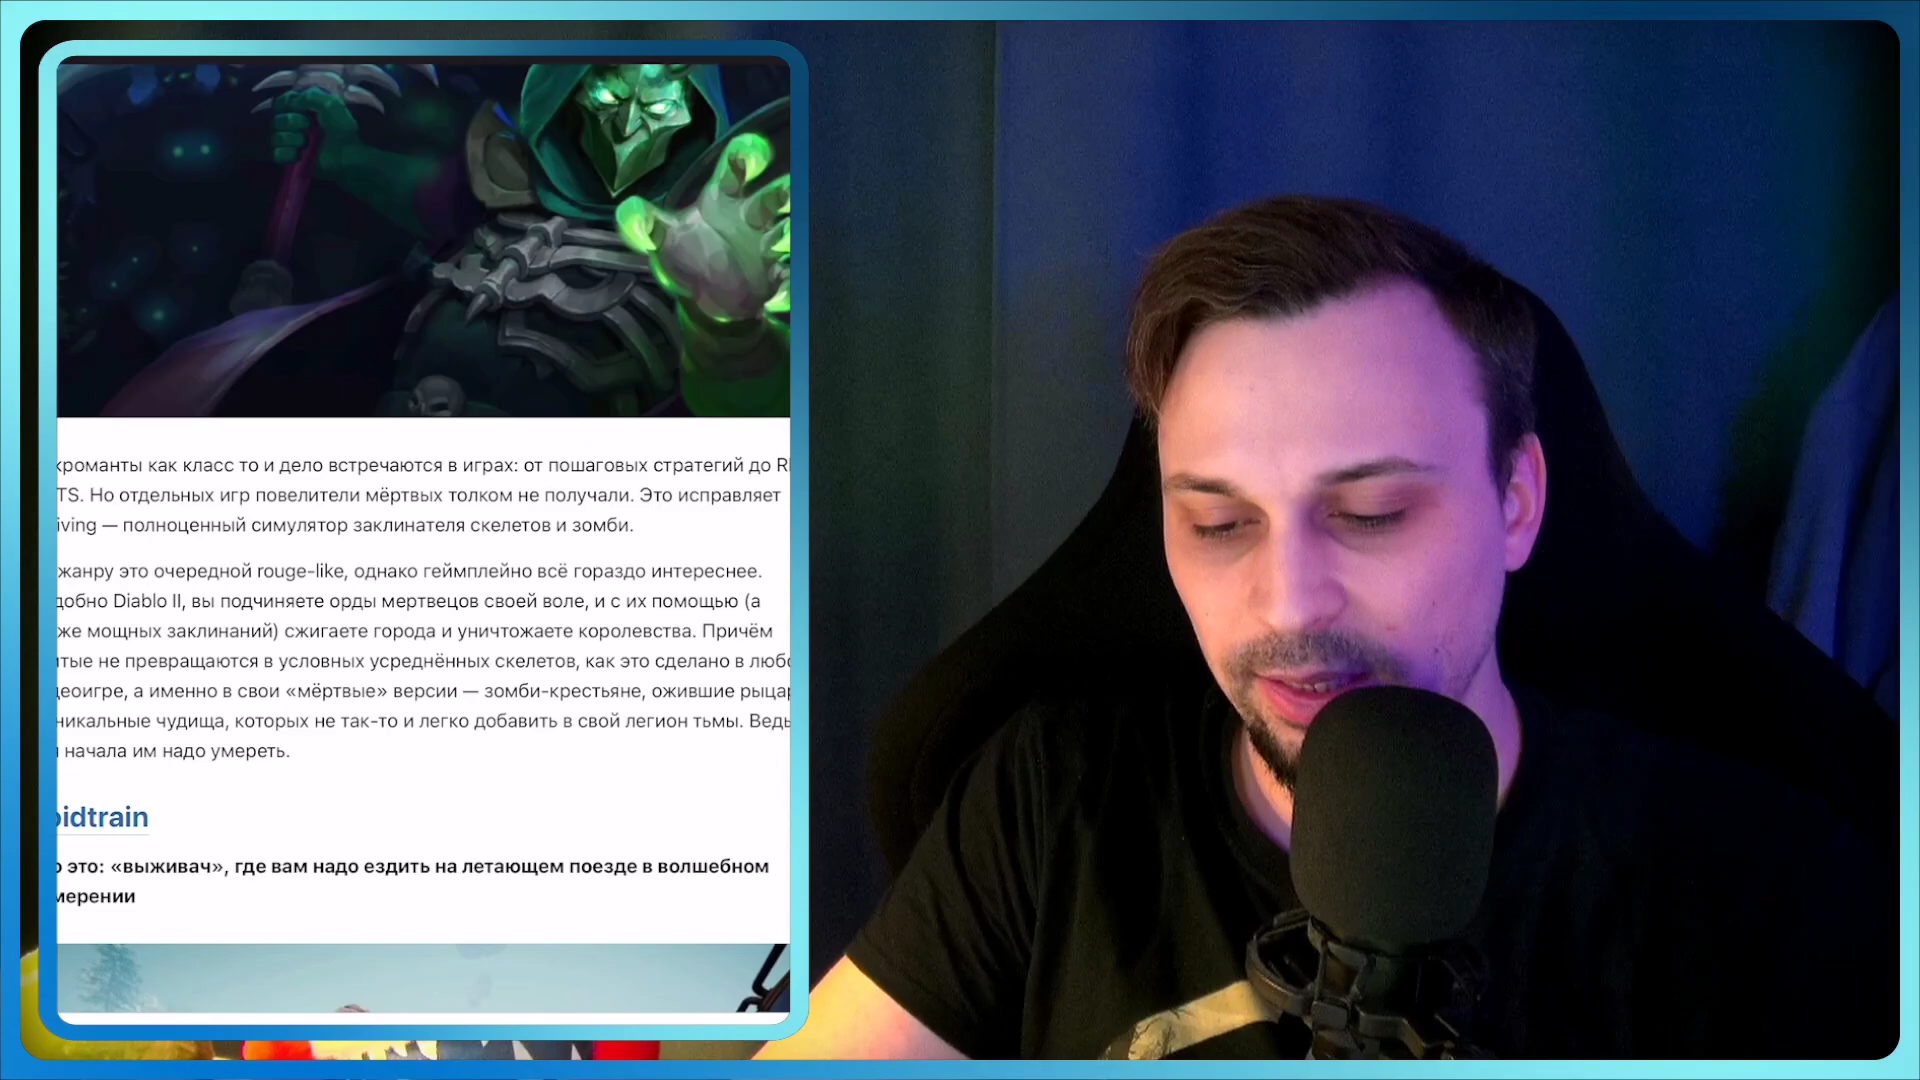 кроманты как класс то и дело встречаются в играх: от пошаговых стратегий до R
TS. Но отдельных игр повелители мёртвых толком не получали. Это исправляет
iving — полноценный симулятор заклинателя скелетов и зомби.
жанру это очередной rouge-like, однако геймплейно всё гораздо интереснее.
добно Diablo II, вы подчиняете орды мертвецов своей воле, и с их помощью (а
же мощных заклинаний) сжигаете города и уничтожаете королевства. Причём
итые не превращаются в условных усреднённых скелетов, как это сделано в любо
деоигре, а именно в свои «мёртвые» версии — зомби-крестьяне, ожившие рыцар
никальные чудища, которых не так-то и легко добавить в свой легион тьмы. Ведь
начала им надо умереть.
oidtrain
о это: «выживач», где вам надо ездить на летающем поезде в волшебном
мерении